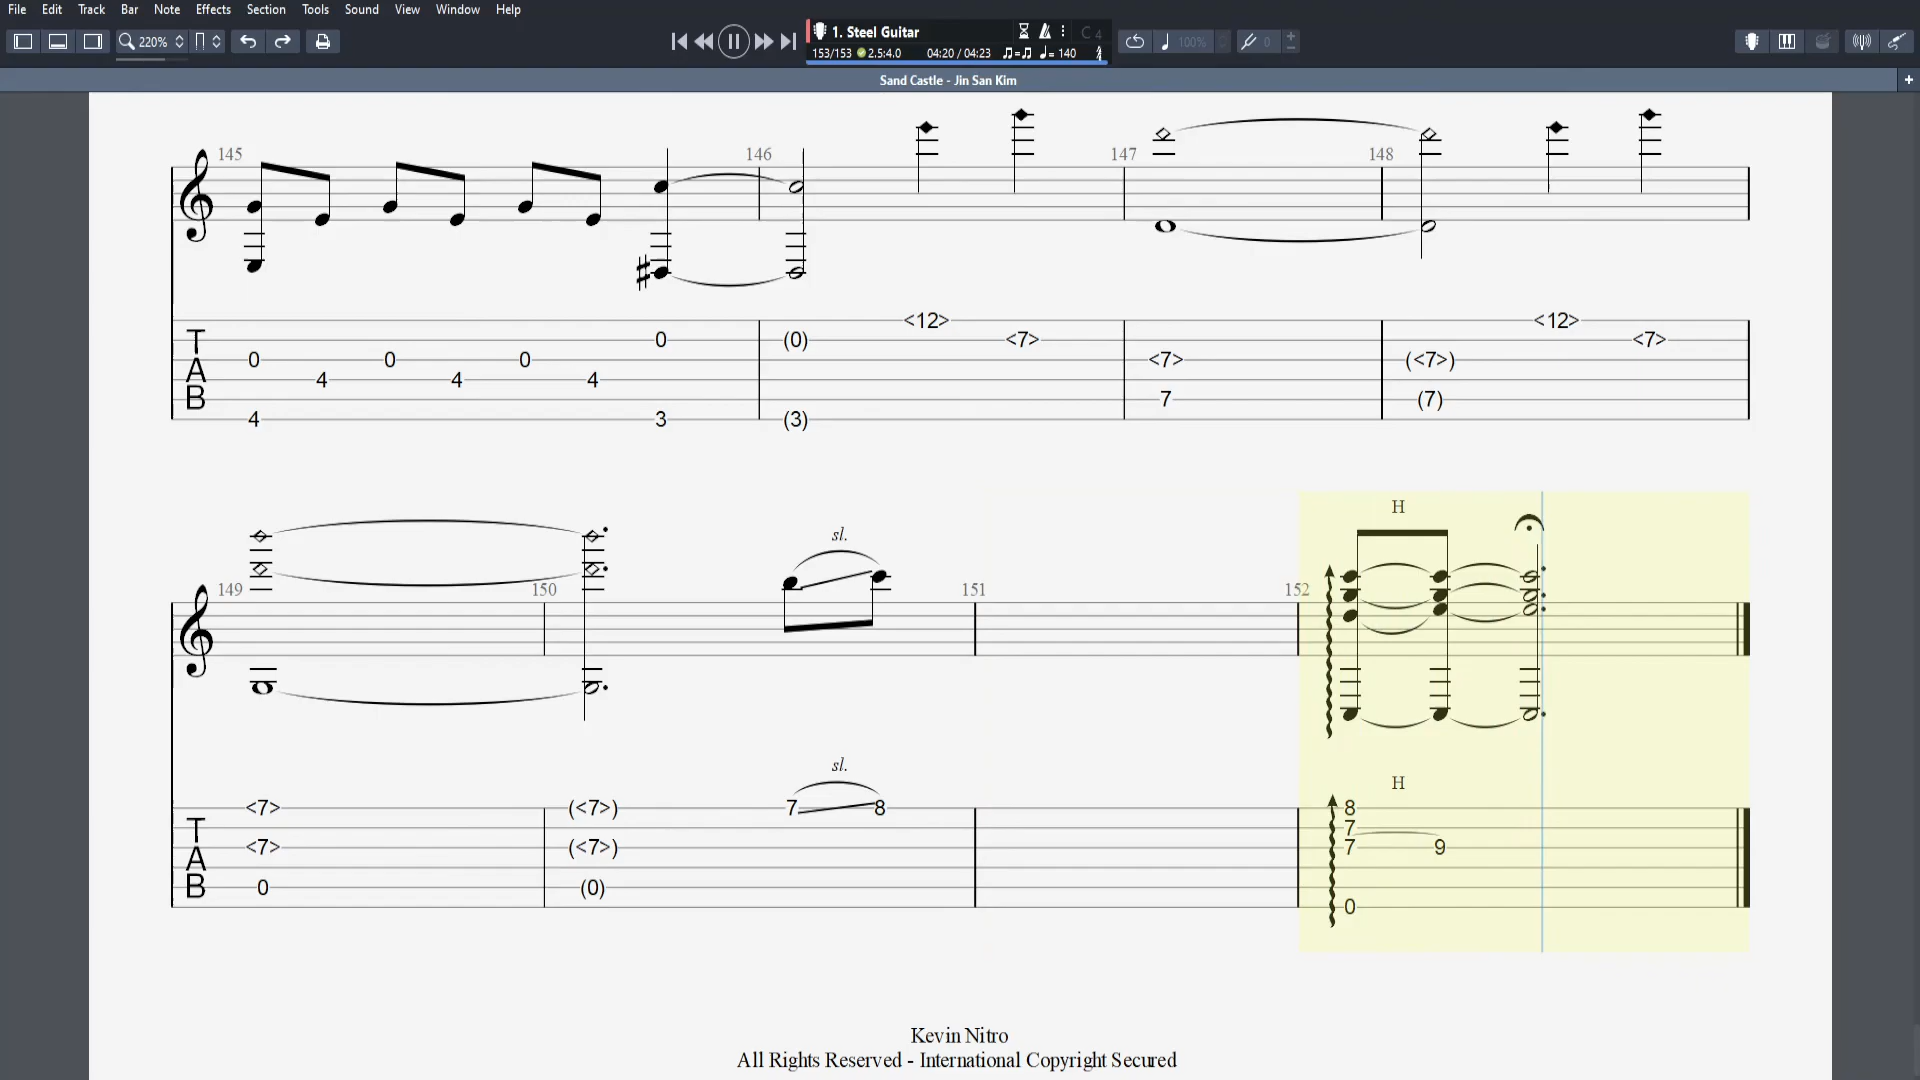 File Edit Track Bar Note Effects Section Tools Sound View Window Help
220% 1. Steel Guitar C 4 100% 0
153/153 2.5:4.0 04:20 / 04:23 = 140
Sand Castle - Jin San Kim
145 146 147 148
<12> <7> <12> <7>
0 (0)
0 0 0 <7> (<7>)
4 4 4
7 (7)
4 3 (3)
T
A
B
H
sl.
149 150 151 152
sl. H
<7> (<7>) 7 8 8
7
<7> (<7>) 7 9
0 (0)
0
T
A
B
Kevin Nitro
All Rights Reserved - International Copyright Secured